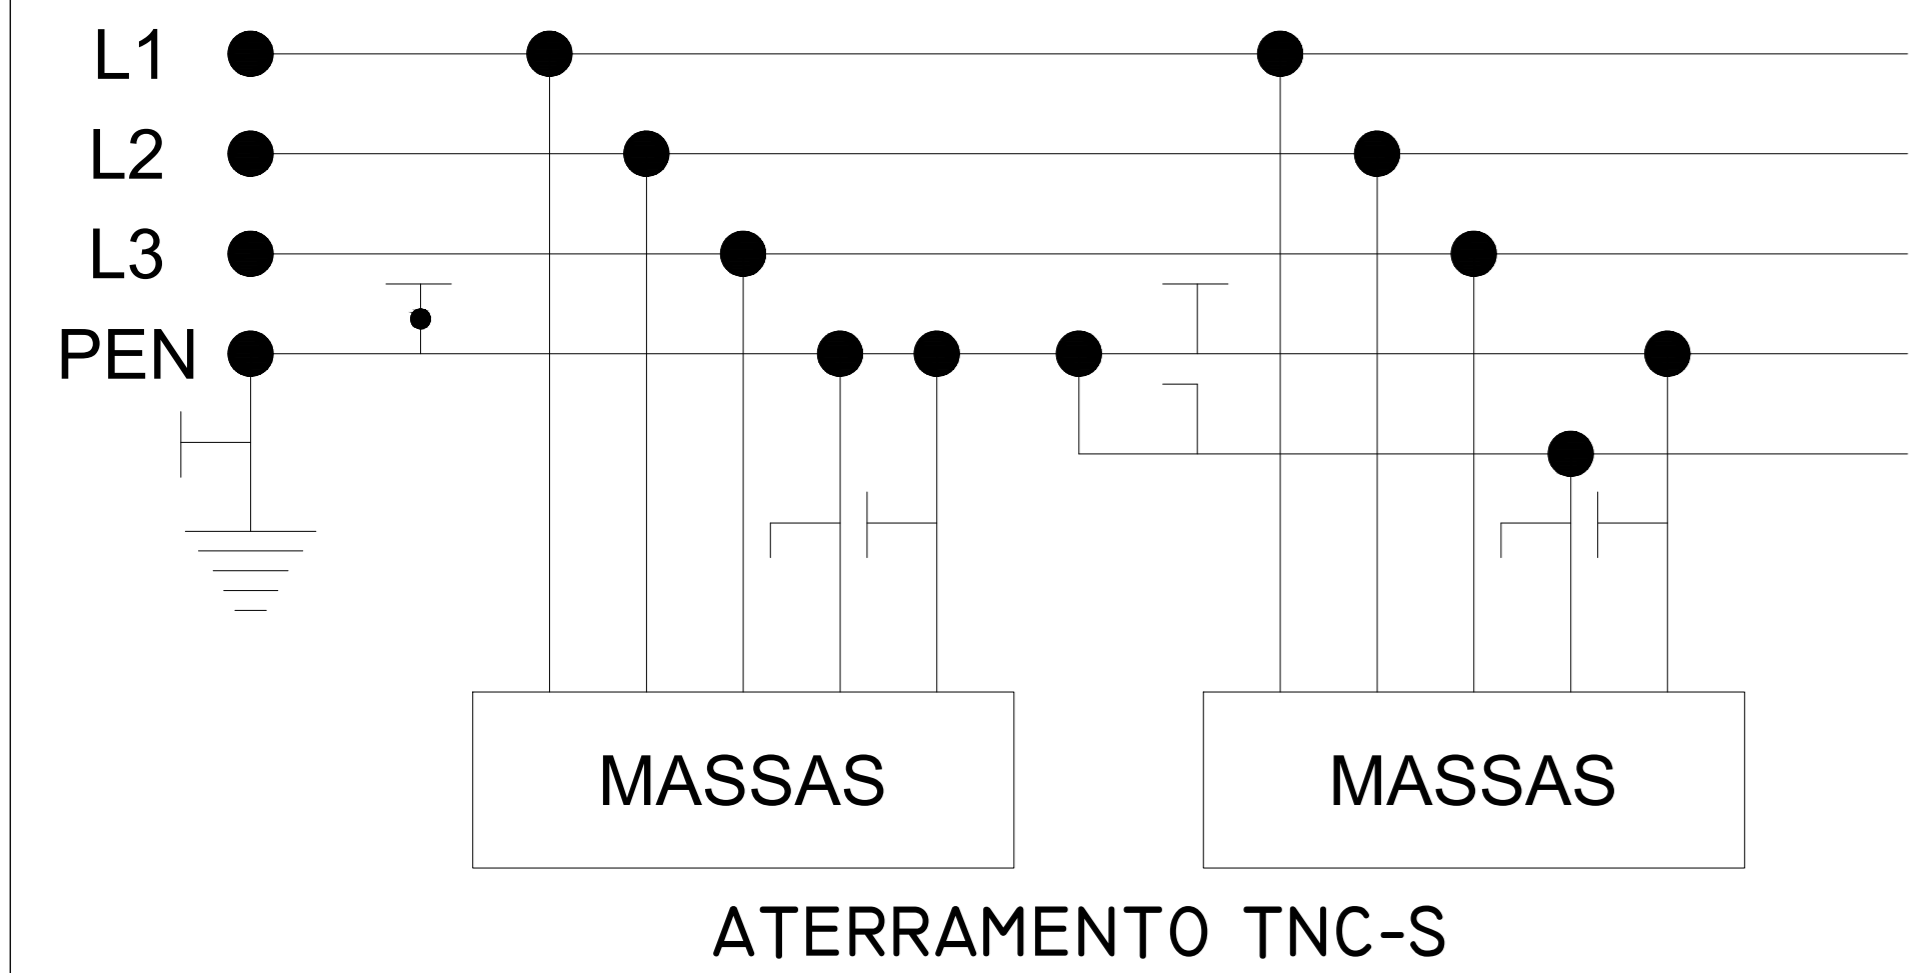 L1
L2
L3
PEN
MASSAS
MASSAS
ATERRAMENTO TNC-S